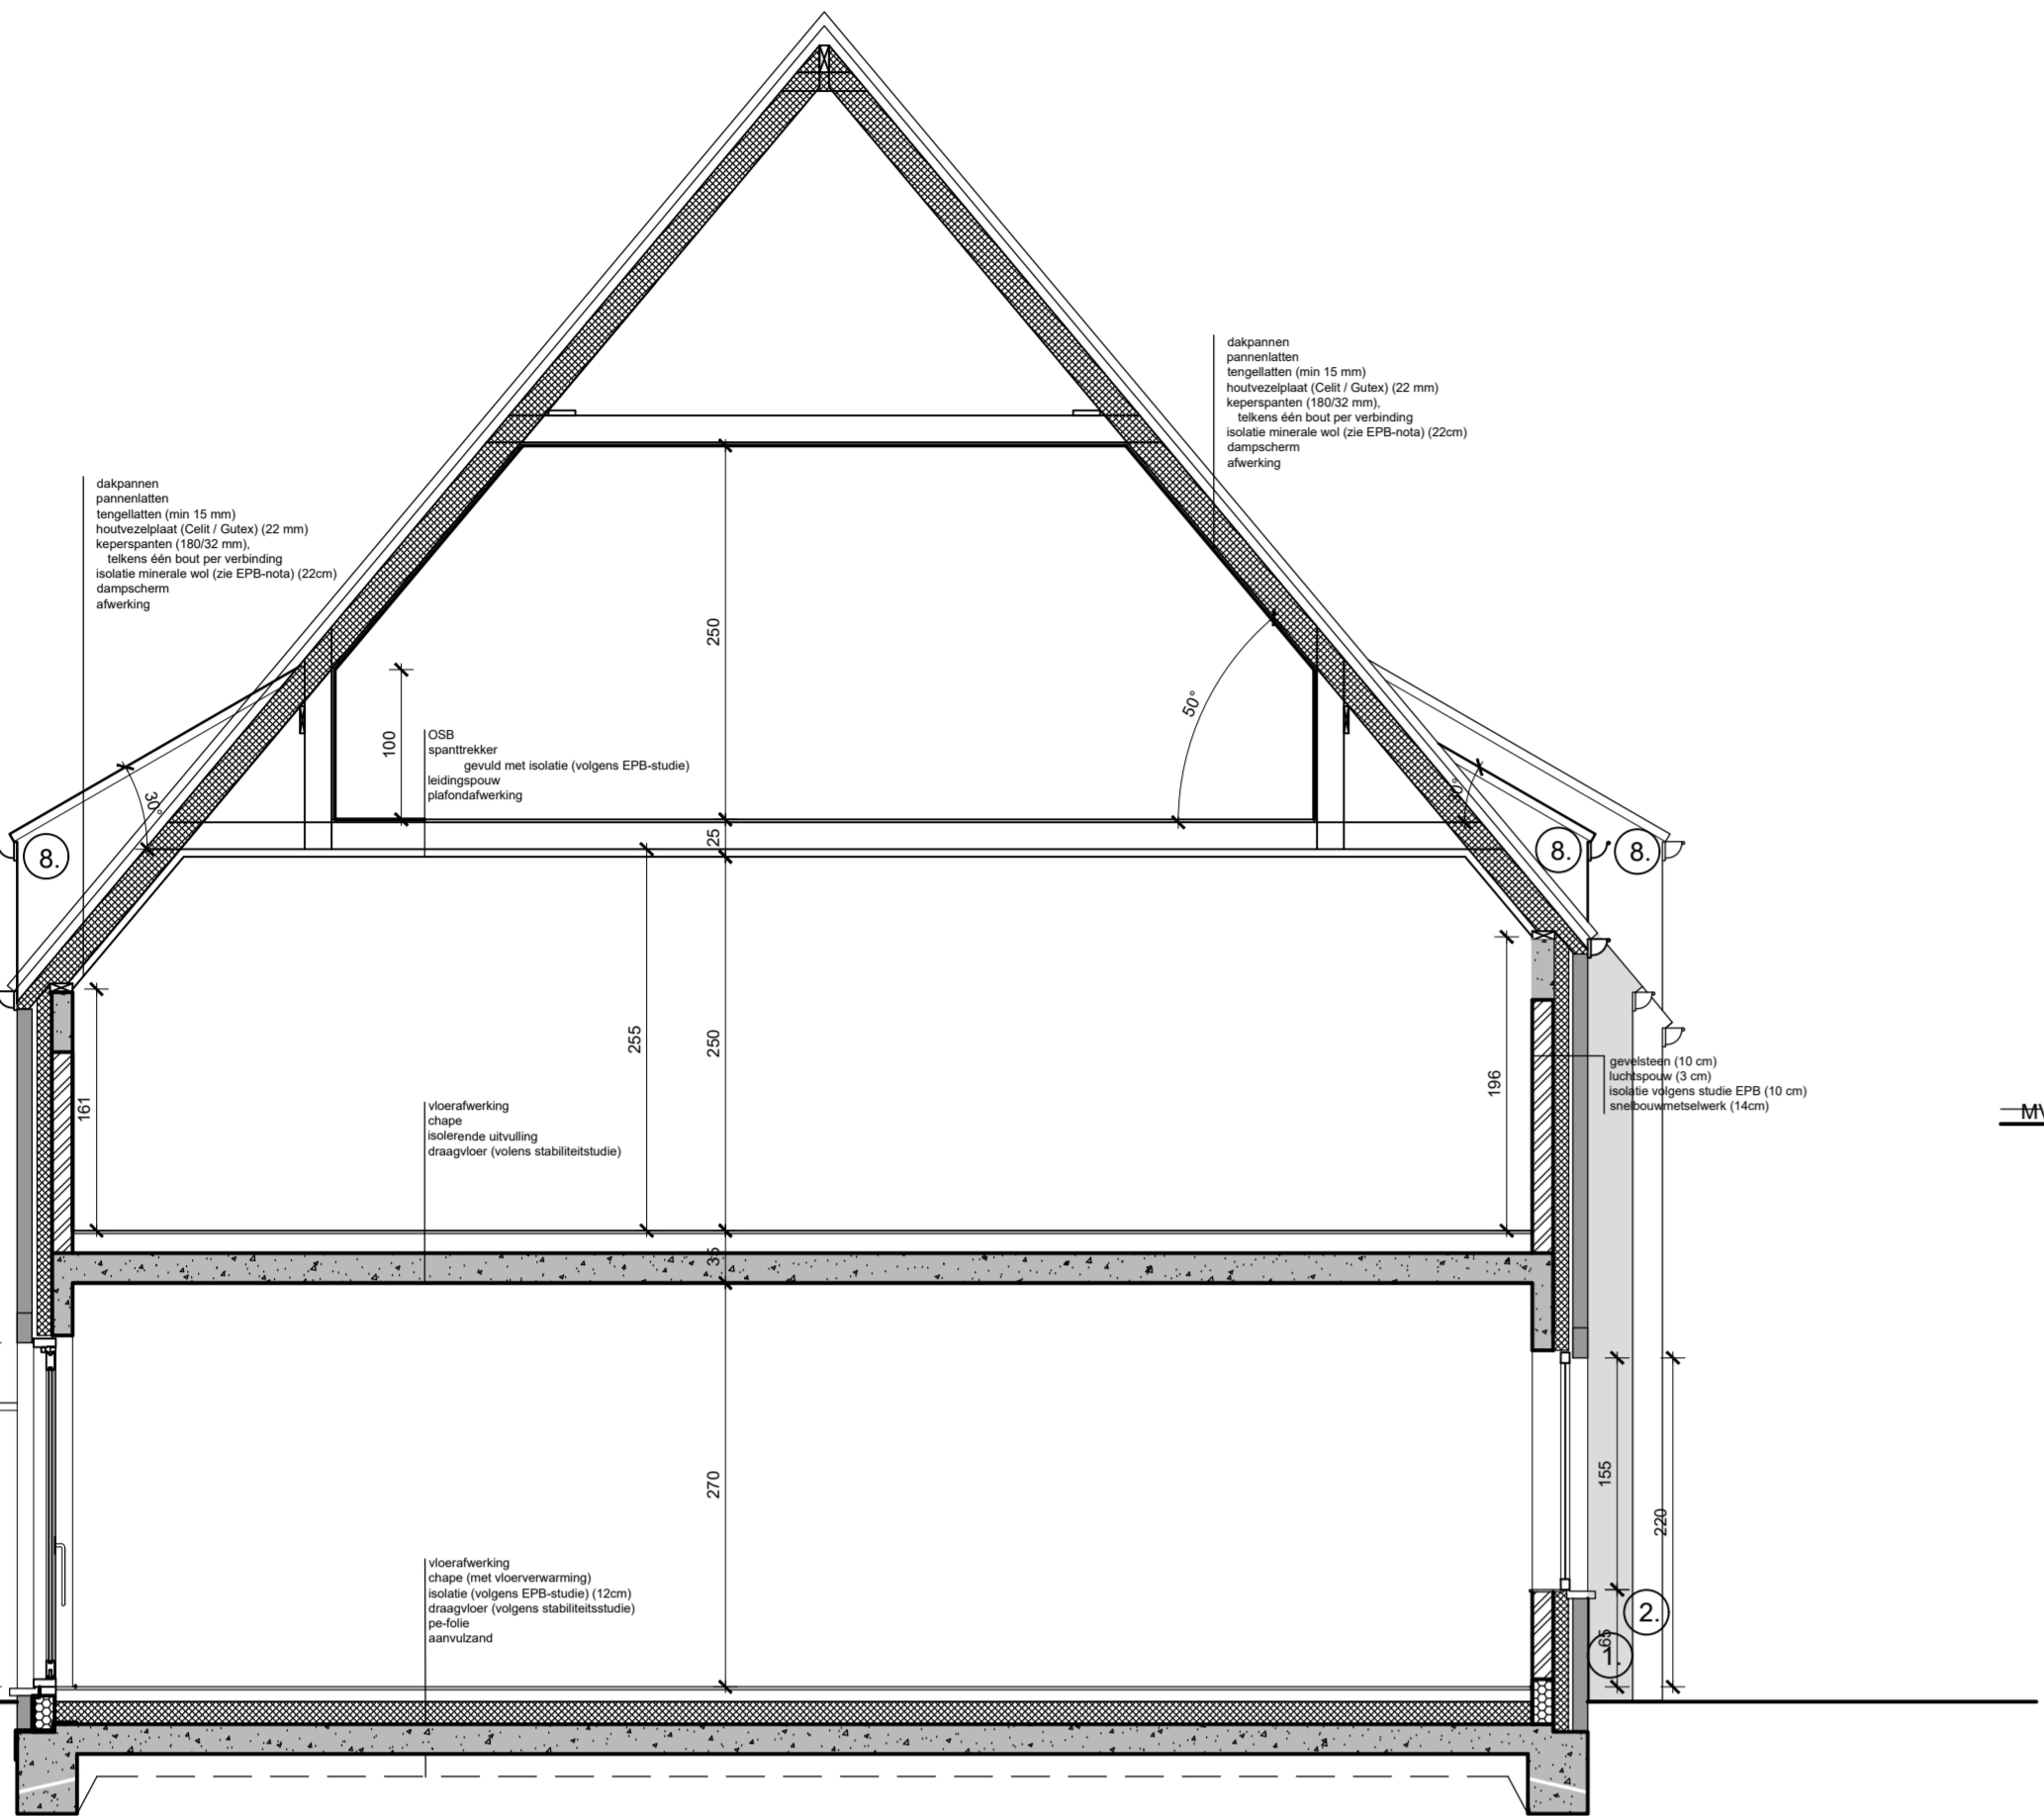 dakpannen
pannenlatten
tengellatten (min 15 mm)
houtvezelplaat (Celit / Gutex) (22 mm)
keperspanten (180/32 mm),
telkens één bout per verbinding
isolatie minerale wol (zie EPB-nota) (22cm)
dampscherm
afwerking
dakpannen
pannenlatten
tengellatten (min 15 mm)
houtvezelplaat (Celit / Gutex) (22 mm)
keperspanten (180/32 mm),
telkens één bout per verbinding
isolatie minerale wol (zie EPB-nota) (22cm)
dampscherm
afwerking
250
50°
100
OSB
spanttrekker
gevuld met isolatie (volgens EPB-studie)
leidingspouw
plafondafwerking
30°
25
8.
8.
8.
255
250
161
196
gevelsteen (10 cm)
luchtspouw (3 cm)
isolatie volgens studie EPB (10 cm)
snelbouwmetselwerk (14cm)
MV
vloerafwerking
chape
isolerende uitvulling
draagvloer (volens stabiliteitstudie)
35
270
155
220
vloerafwerking
chape (met vloerverwarming)
isolatie (volgens EPB-studie) (12cm)
draagvloer (volgens stabiliteitsstudie)
pe-folie
aanvulzand
2.
65
1.